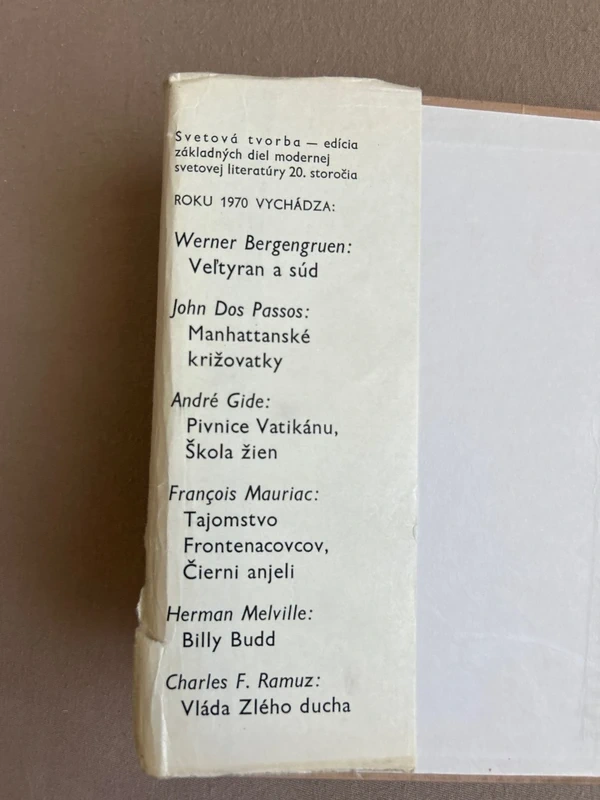 Svetová tvorba — edícia
základných diel modernej
svetovej literatúry 20. storočia
ROKU 1970 VYCHÁDZA:
Werner Bergengruen:
Veľtyran a súd
John Dos Passos:
Manhattanské
križovatky
André Gide:
Pivnice Vatikánu,
Škola žien
François Mauriac:
Tajomstvo
Frontenacovcov,
Čierni anjeli
Herman Melville:
Billy Budd
Charles F. Ramuz:
Vláda Zlého ducha